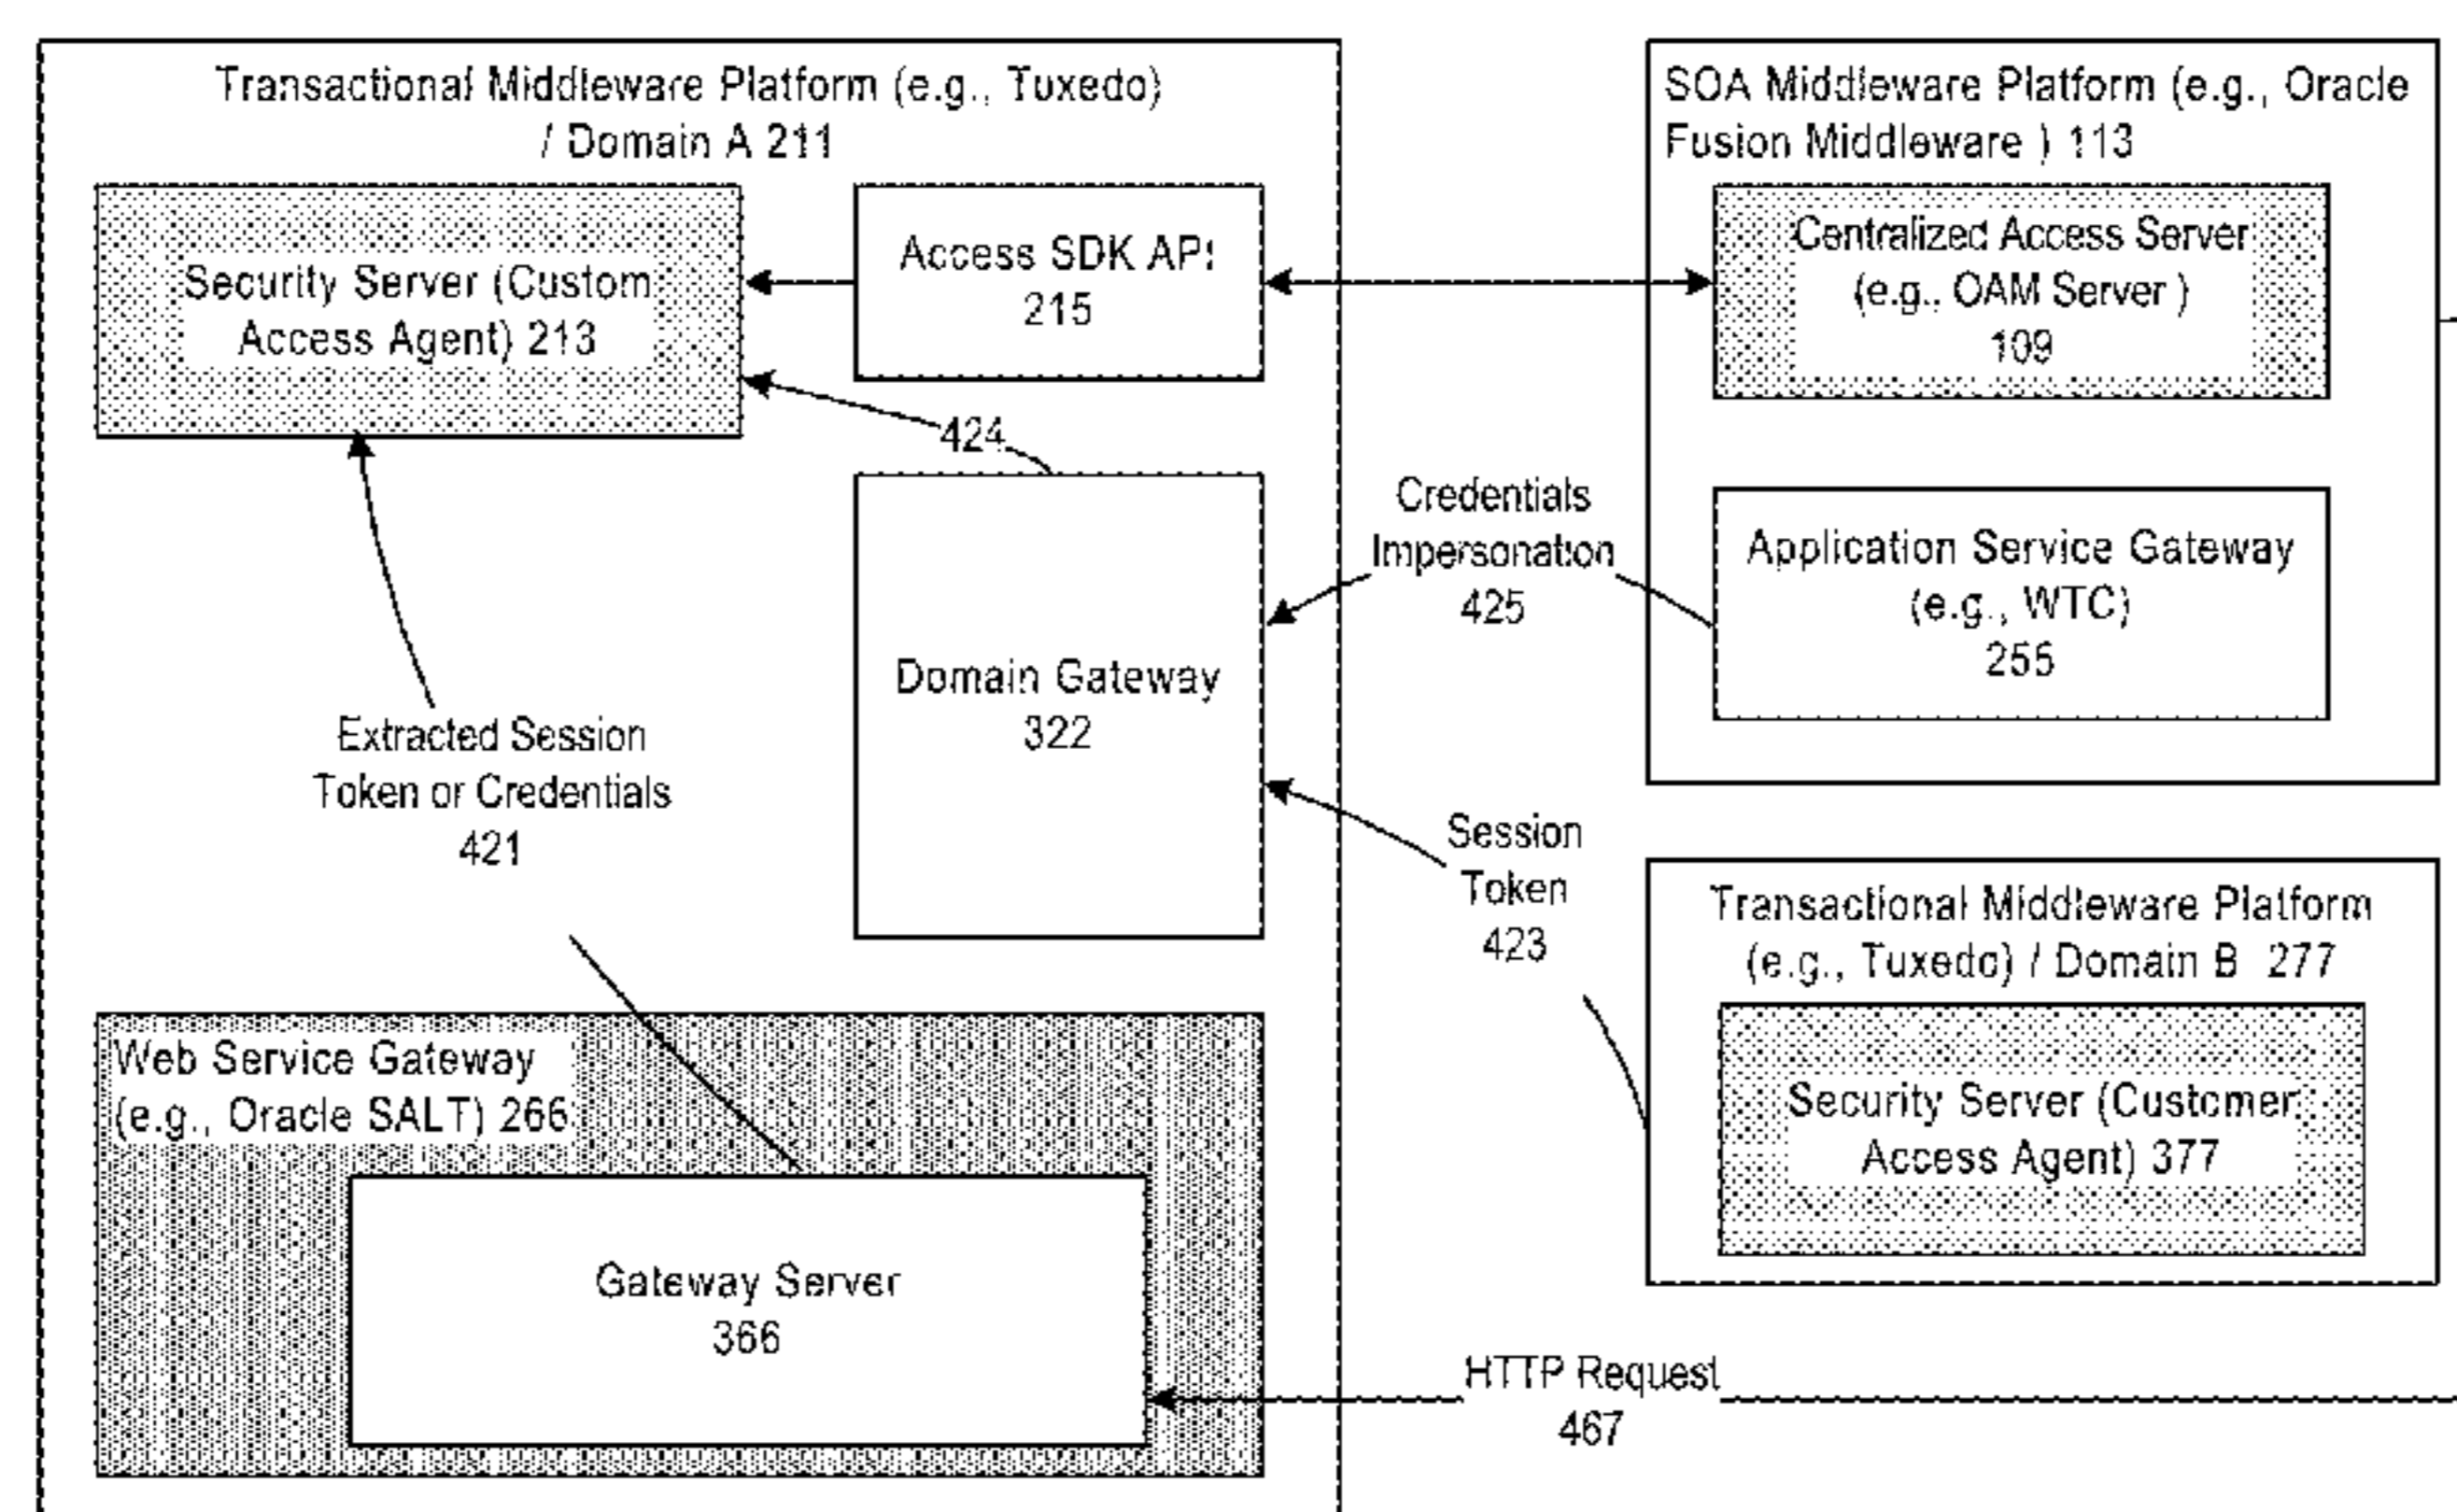 Transactional Middleware Platform (e.g., Tuxedo)
/ Domain A 211
Security Server (Custom
Access Agent) 213
Access SDK API
215
424
Domain Gateway
322
Extracted Session
Token or Credentials
421
Web Service Gateway
(e.g., Oracle SALT) 266
Gateway Server
366
Credentials
Impersonation
425
Session
Token
423
HTTP Request
467
SOA Middleware Platform (e.g., Oracle
Fusion Middleware ) 113
Centralized Access Server
(e.g., OAM Server )
109
Application Service Gateway
(e.g., WTC)
255
Transactional Middleware Platform
(e.g., Tuxedo) / Domain B 277
Security Server (Customer
Access Agent) 377